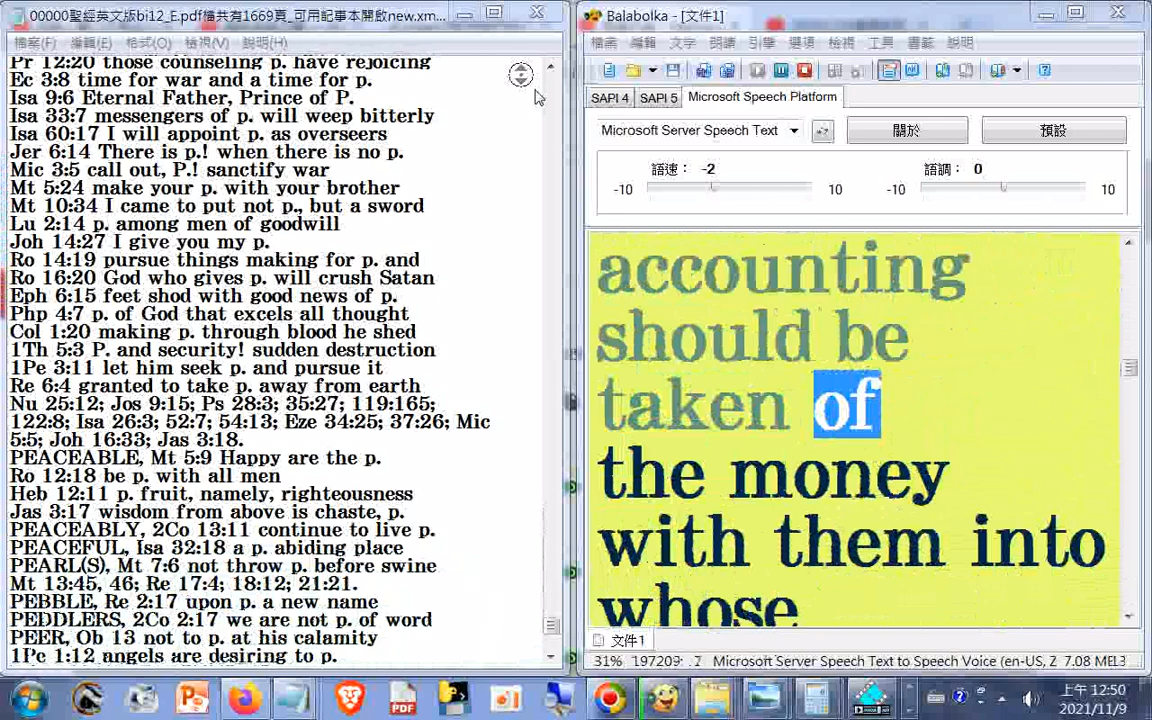 00000聖經英文版bi12_E.pdf檔共有1669頁_可用記事本開啟new.xm...
檔案(F) 編輯(E) 格式(O) 檢視(V) 說明(H)
Pr 12:20 those counseling p. have rejoicing
Ec 3:8 time for war and a time for p.
Isa 9:6 Eternal Father, Prince of P.
Isa 33:7 messengers of p. will weep bitterly
Isa 60:17 I will appoint p. as overseers
Jer 6:14 There is p.! when there is no p.
Mic 3:5 call out, P.! sanctify war
Mt 5:24 make your p. with your brother
Mt 10:34 I came to put not p., but a sword
Lu 2:14 p. among men of goodwill
Joh 14:27 I give you my p.
Ro 14:19 pursue things making for p. and
Ro 16:20 God who gives p. will crush Satan
Eph 6:15 feet shod with good news of p.
Php 4:7 p. of God that excels all thought
Col 1:20 making p. through blood he shed
1Th 5:3 P. and security! sudden destruction
1Pe 3:11 let him seek p. and pursue it
Re 6:4 granted to take p. away from earth
Nu 25:12; Jos 9:15; Ps 28:3; 35:27; 119:165;
122:8; Isa 26:3; 52:7; 54:13; Eze 34:25; 37:26; Mic
5:5; Joh 16:33; Jas 3:18.
PEACEABLE, Mt 5:9 Happy are the p.
Ro 12:18 be p. with all men
Heb 12:11 p. fruit, namely, righteousness
Jas 3:17 wisdom from above is chaste, p.
PEACEABLY, 2Co 13:11 continue to live p.
PEACEFUL, Isa 32:18 a p. abiding place
PEARL(S), Mt 7:6 not throw p. before swine
Mt 13:45, 46; Re 17:4; 18:12; 21:21.
PEBBLE, Re 2:17 upon p. a new name
PEDDLERS, 2Co 2:17 we are not p. of word
PEER, Ob 13 not to p. at his calamity
1Pe 1:12 angels are desiring to p.
Balabolka - [文件1]
檔案 編輯 文字 朗讀 引擎 選項 檢視 工具 書籤 說明
SAPI 4 SAPI 5 Microsoft Speech Platform
Microsoft Server Speech Text 關於 預設
語速： -2 語調： 0
-10 10 -10 10
accounting
should be
taken of
the money
with them into
whose
文件1
31% Microsoft Server Speech Text to Speech Voice (en-US, Z 7.08
PDF
上午 12:50
2021/11/9